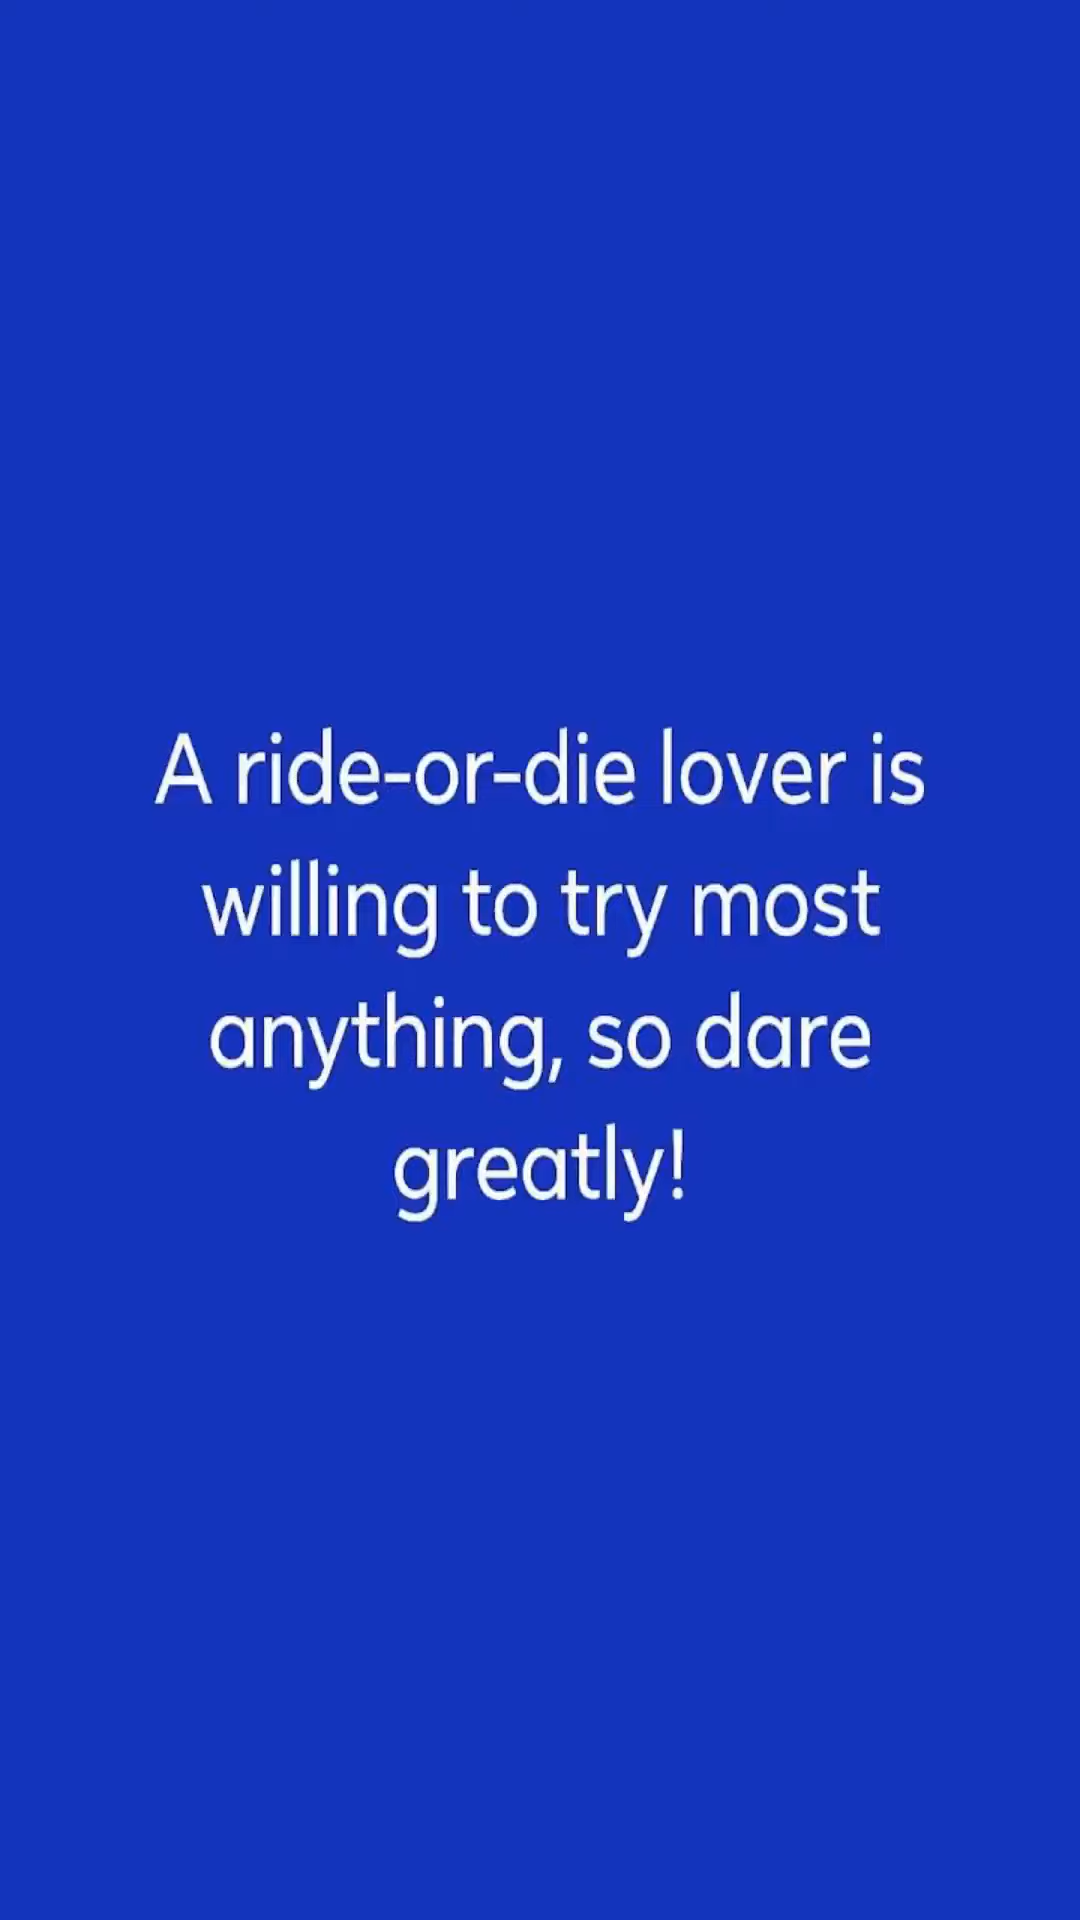 A ride-or-die lover is
willing to try most
anything, so dare
greatly!